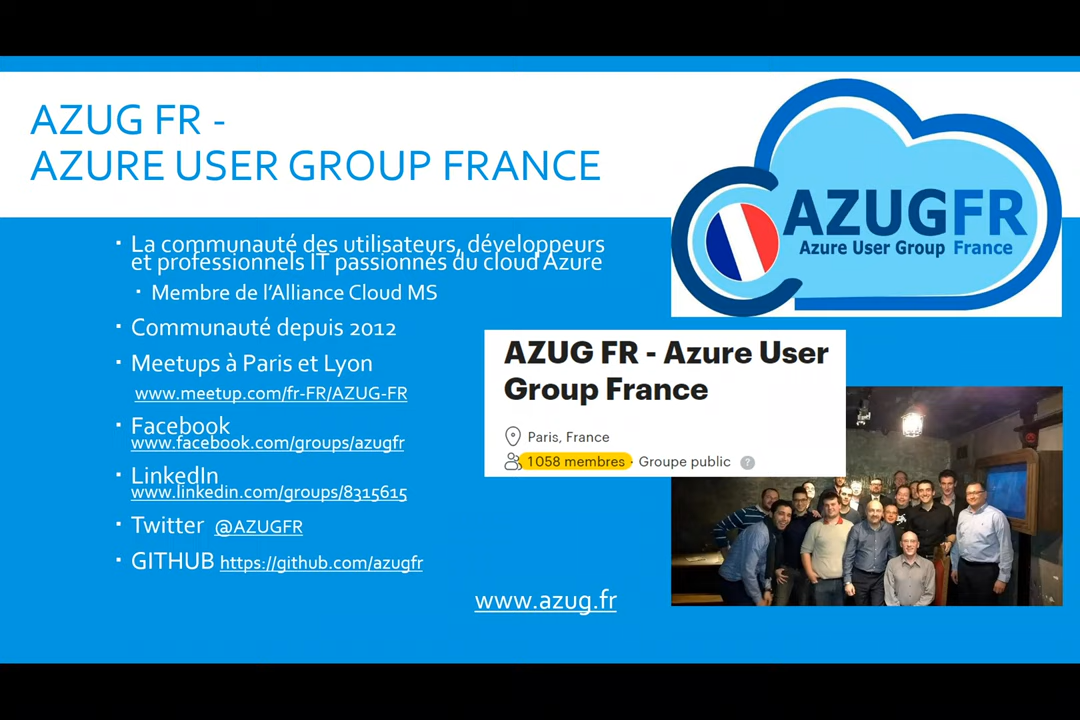 AZUG FR -
AZURE USER GROUP FRANCE
AZUGFR
Azure User Group France
▪ La communauté des utilisateurs, développeurs
et professionnels IT passionnés du cloud Azure
▪ Membre de l'Alliance Cloud MS
▪ Communauté depuis 2012
▪ Meetups à Paris et Lyon
www.meetup.com/fr-FR/AZUG-FR
▪ Facebook
www.facebook.com/groups/azugfr
▪ LinkedIn
www.linkedin.com/groups/8315615
▪ Twitter @AZUGFR
▪ GITHUB https://github.com/azugfr
AZUG FR - Azure User
Group France
Paris, France
1 058 membres · Groupe public ?
www.azug.fr